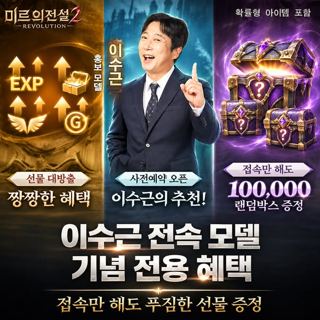 미르의전설2
REVOLUTION
확률형 아이템 포함
홍보 모델
이수근
EXP
G
?
?
?
선물 대방출
짱짱한 혜택
사전예약 오픈
이수근의 추천!
접속만 해도
100,000
랜덤박스 증정
이수근 전속 모델
기념 전용 혜택
접속만 해도 푸짐한 선물 증정